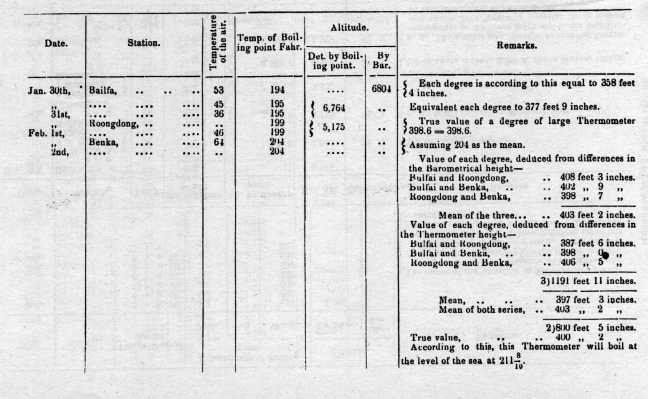 Date. Station. Temperature of the air. Temp. of Boiling point Fahr. Altitude. Det. by Boiling point. By Bar. Remarks.
Jan. 30th, Bailfa, .. .. .. 53 194 .... 6804 Each degree is according to this equal to 358 feet
4 inches.
„ .... .... .... 45 195 6,764 .. Equivalent each degree to 377 feet 9 inches.
31st, .... .... .... 36 195
„ Roongdong, .. .... .. 199 5,175 .. True value of a degree of large Thermometer
Feb. 1st, .... .... .... 46 199 398.6 = 398.6.
„ Benka, .... .... 64 204 .... .. Assuming 204 as the mean.
2nd, .... .... .... .. 204 .... ..
Value of each degree, deduced from differences in
the Barometrical height—
Bulfai and Roongdong, .. 408 feet 3 inches.
Bulfai and Benka, .. .. 402 „ 9 „
Roongdong and Benka, .. 398 „ 7 „
Mean of the three... .. 403 feet 2 inches.
Value of each degree, deduced from differences in
the Thermometer height—
Bulfai and Roongdong, .. 387 feet 6 inches.
Bulfai and Benka, .. .. 398 „ 0 „
Roongdong and Benka, .. 406 „ 5 „
3)1191 feet 11 inches.
Mean, .. .. .. 397 feet 3 inches.
Mean of both series, .. 403 „ 2 „
2)800 feet 5 inches.
True value, .. .. 400 „ 2 „
According to this, this Thermometer will boil at
the level of the sea at 211 8/10.